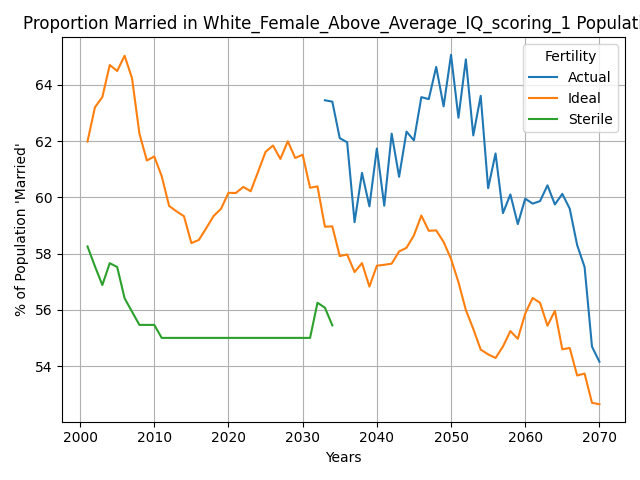 Proportion Married in White_Female_Above_Average_IQ_scoring_1 Populati
Fertility
Actual
Ideal
Sterile
% of Population 'Married'
64
62
60
58
56
54
2000 2010 2020 2030 2040 2050 2060 2070
Years